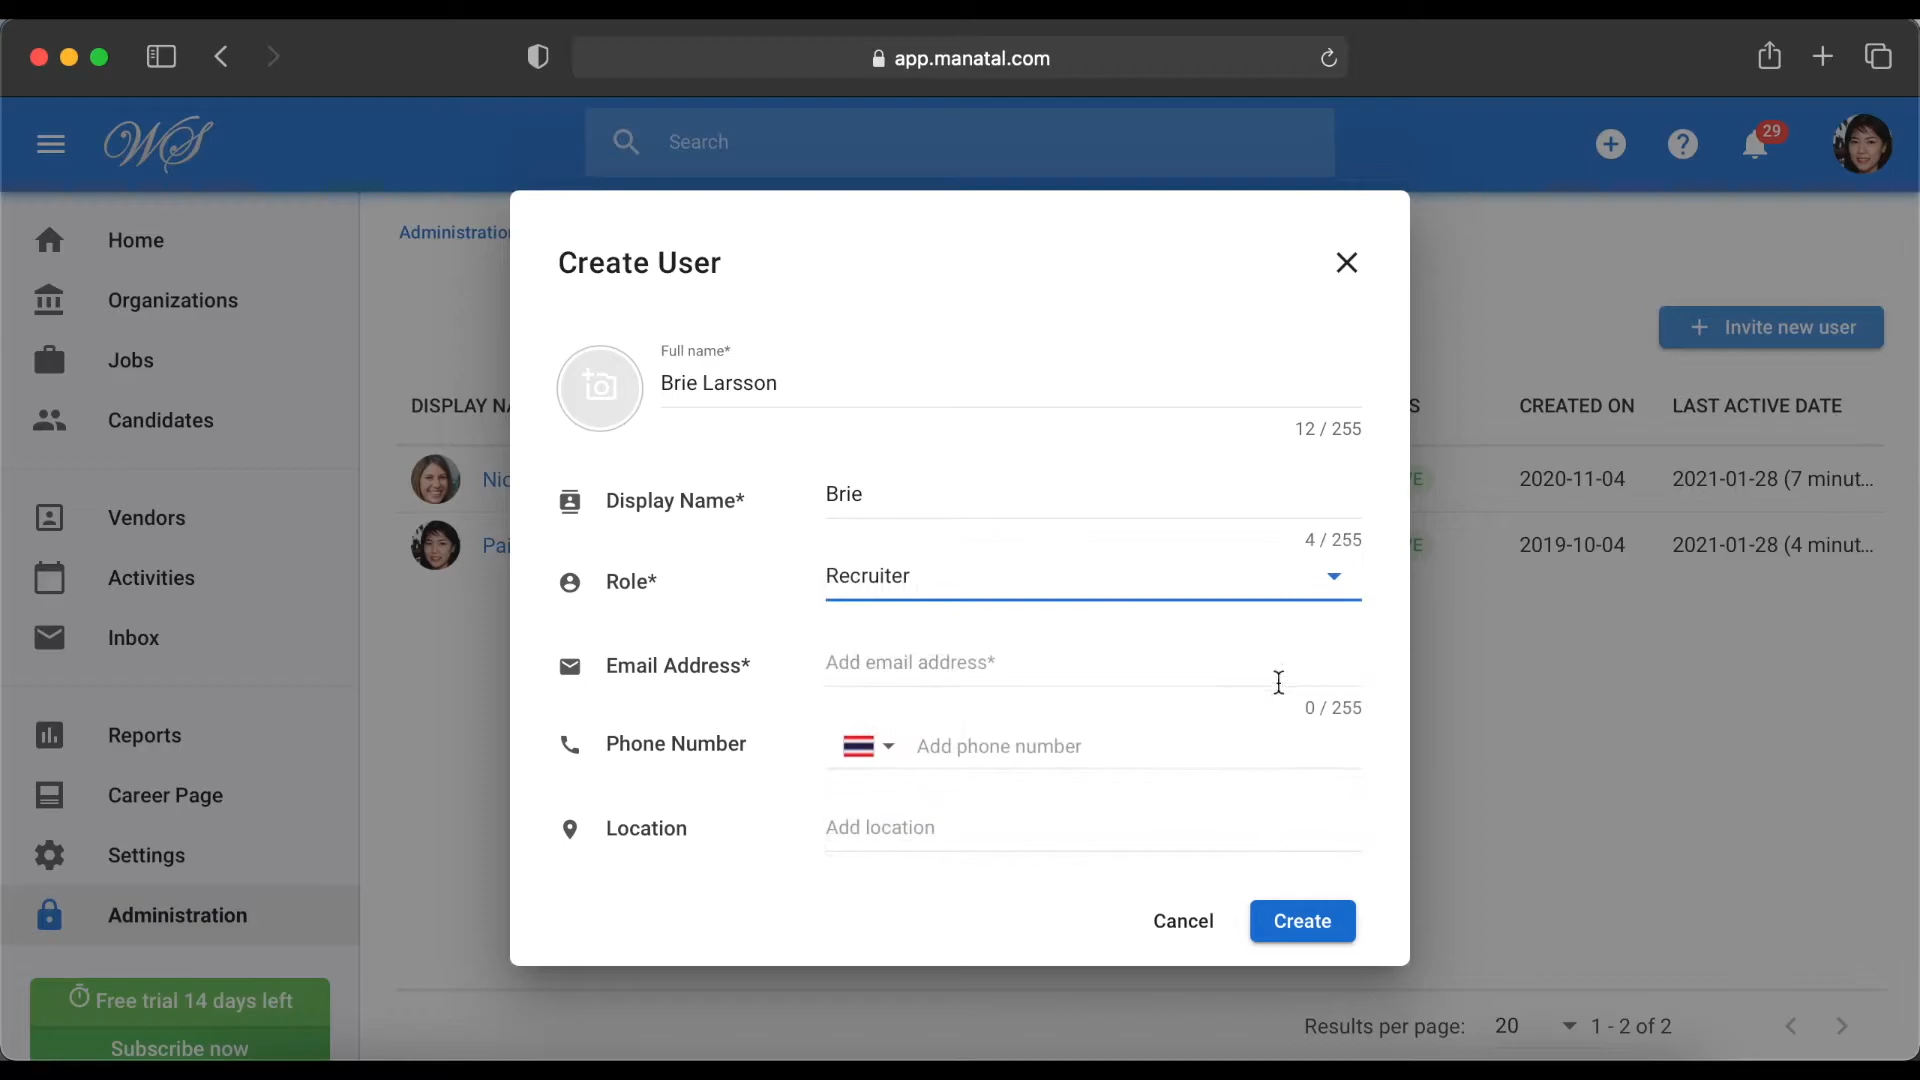 app.manatal.com
WS
Search
29
Home
Organizations
Jobs
Candidates
Vendors
Activities
Inbox
Reports
Career Page
Settings
Administration
Free trial 14 days left
Subscribe now
Administratio
Invite new user
DISPLAY NA
S
CREATED ON
LAST ACTIVE DATE
Nic
VE
2020-11-04
2021-01-28 (7 minut...
Pai
VE
2019-10-04
2021-01-28 (4 minut...
Create User
Full name*
Brie Larsson
12 / 255
Display Name*
Brie
4 / 255
Role*
Recruiter
Email Address*
Add email address*
0 / 255
Phone Number
Add phone number
Location
Add location
Cancel
Create
Results per page:
20
1 - 2 of 2